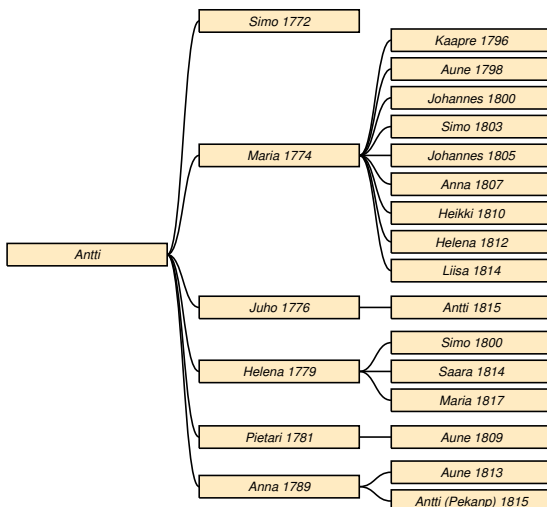 Antti
Simo 1772
Maria 1774
Kaapre 1796
Aune 1798
Johannes 1800
Simo 1803
Johannes 1805
Anna 1807
Heikki 1810
Helena 1812
Liisa 1814
Juho 1776
Antti 1815
Helena 1779
Simo 1800
Saara 1814
Maria 1817
Pietari 1781
Aune 1809
Anna 1789
Aune 1813
Antti (Pekanp) 1815